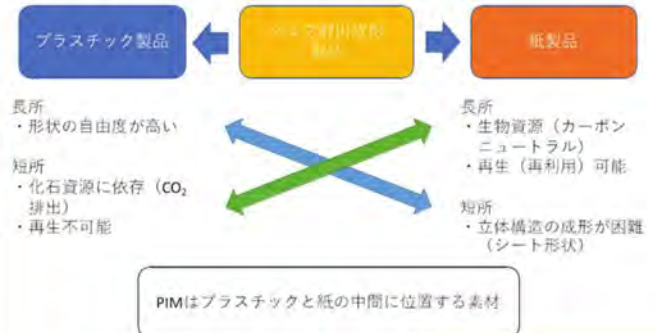 プラスチック製品
紙製品
長所
・形状の自由度が高い
短所
・化石資源に依存（CO₂
排出）
・再生不可能
長所
・生物資源（カーボン
ニュートラル）
・再生（再利用）可能
短所
・立体構造の成形が困難
（シート形状）
PIMはプラスチックと紙の中間に位置する素材